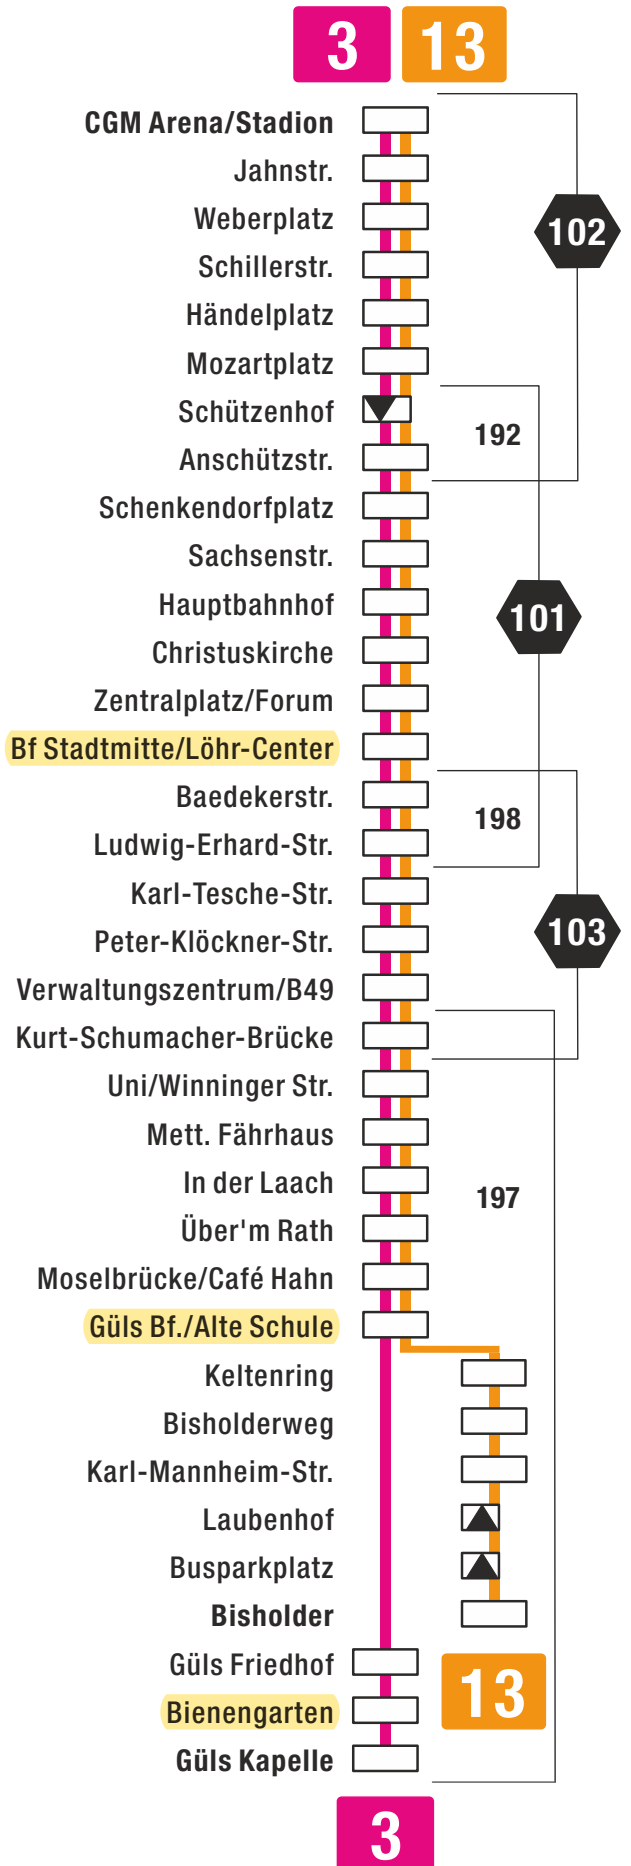 3 13
CGM Arena/Stadion
Jahnstr.
Weberplatz
102
Schillerstr.
Händelplatz
Mozartplatz
Schützenhof
192
Anschützstr.
Schenkendorfplatz
Sachsenstr.
Hauptbahnhof
101
Christuskirche
Zentralplatz/Forum
Bf Stadtmitte/Löhr-Center
Baedekerstr.
198
Ludwig-Erhard-Str.
Karl-Tesche-Str.
Peter-Klöckner-Str.
103
Verwaltungszentrum/B49
Kurt-Schumacher-Brücke
Uni/Winninger Str.
Mett. Fährhaus
In der Laach
197
Über'm Rath
Moselbrücke/Café Hahn
Güls Bf./Alte Schule
Keltenring
Bisholderweg
Karl-Mannheim-Str.
Laubenhof
Busparkplatz
Bisholder
Güls Friedhof
13
Bienengarten
Güls Kapelle
3